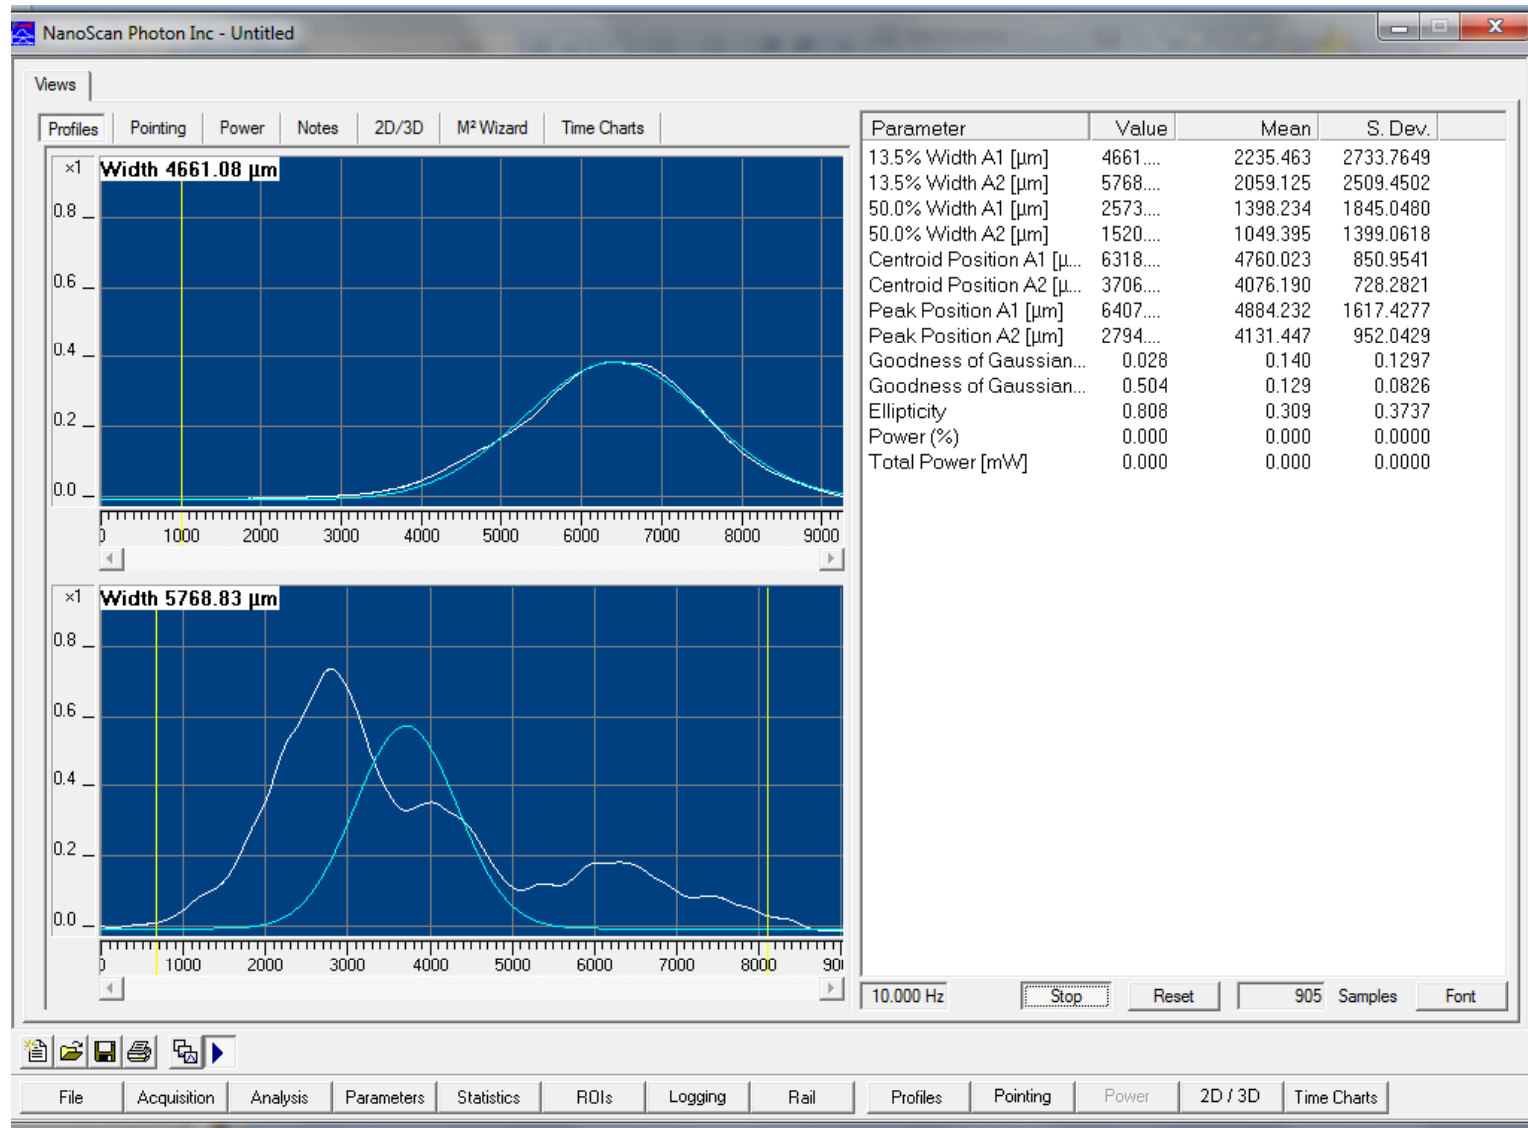 NanoScan Photon Inc - Untitled
Views
Profiles Pointing Power Notes 2D/3D M² Wizard Time Charts
×1 Width 4661.08 µm
0.8
0.6
0.4
0.2
0.0
0 1000 2000 3000 4000 5000 6000 7000 8000 9000
×1 Width 5768.83 µm
0.8
0.6
0.4
0.2
0.0
0 1000 2000 3000 4000 5000 6000 7000 8000 90
Parameter Value Mean S. Dev.
13.5% Width A1 [µm] 4661.... 2235.463 2733.7649
13.5% Width A2 [µm] 5768.... 2059.125 2509.4502
50.0% Width A1 [µm] 2573.... 1398.234 1845.0480
50.0% Width A2 [µm] 1520.... 1049.395 1399.0618
Centroid Position A1 [µ... 6318.... 4760.023 850.9541
Centroid Position A2 [µ... 3706.... 4076.190 728.2821
Peak Position A1 [µm] 6407.... 4884.232 1617.4277
Peak Position A2 [µm] 2794.... 4131.447 952.0429
Goodness of Gaussian... 0.028 0.140 0.1297
Goodness of Gaussian... 0.504 0.129 0.0826
Ellipticity 0.808 0.309 0.3737
Power (%) 0.000 0.000 0.0000
Total Power [mW] 0.000 0.000 0.0000
10.000 Hz Stop Reset 905 Samples Font
File Acquisition Analysis Parameters Statistics ROIs Logging Rail Profiles Pointing Power 2D / 3D Time Charts